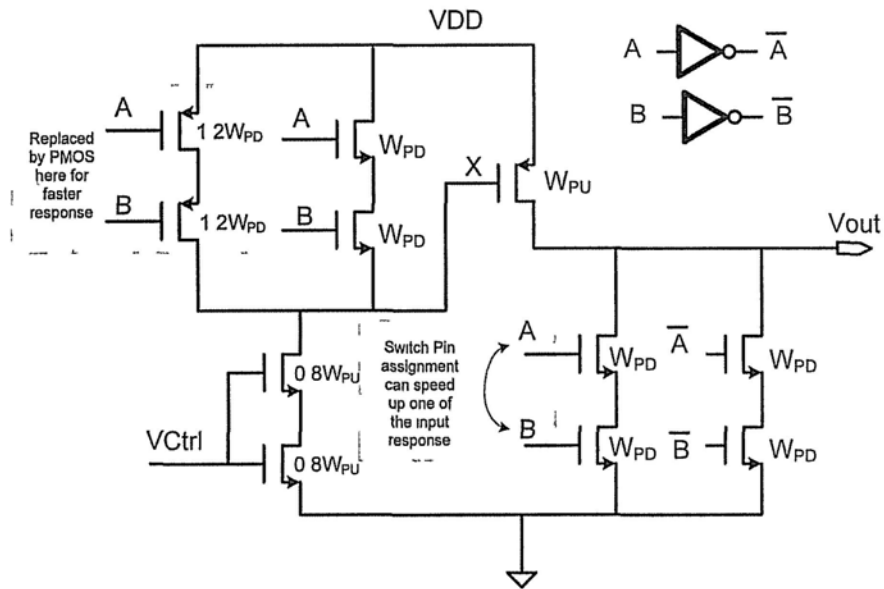 VDD
A
A̅
B
B̅
A
1 2W_PD
Replaced
by PMOS
here for
faster
response
B
1 2W_PD
A
W_PD
B
W_PD
X
W_PU
Vout
0 8W_PU
VCtrl
0 8W_PU
Switch Pin
assignment
can speed
up one of
the input
response
A
W_PD
B
W_PD
A̅
W_PD
B̅
W_PD